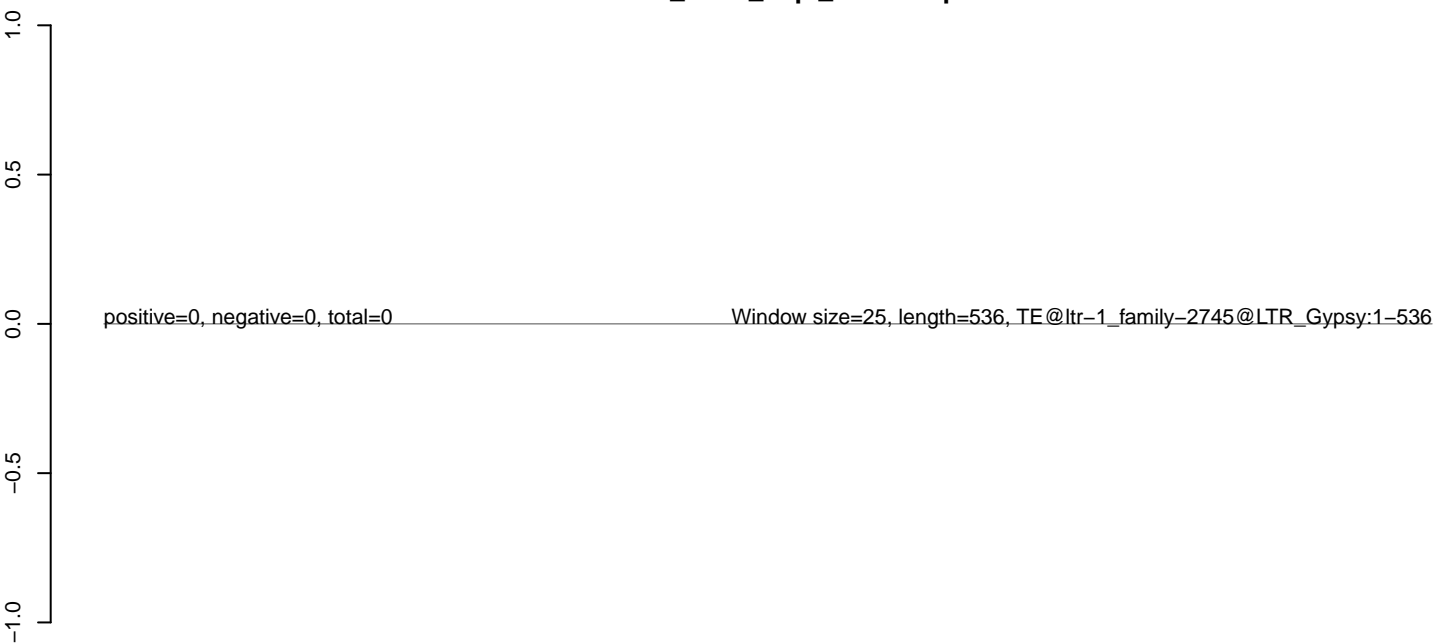 1.0
0.5
positive=0, negative=0, total=0
Window size=25, length=536, TE@ltr−1_family−2745@LTR_Gypsy:1−536
0.0
−0.5
−1.0